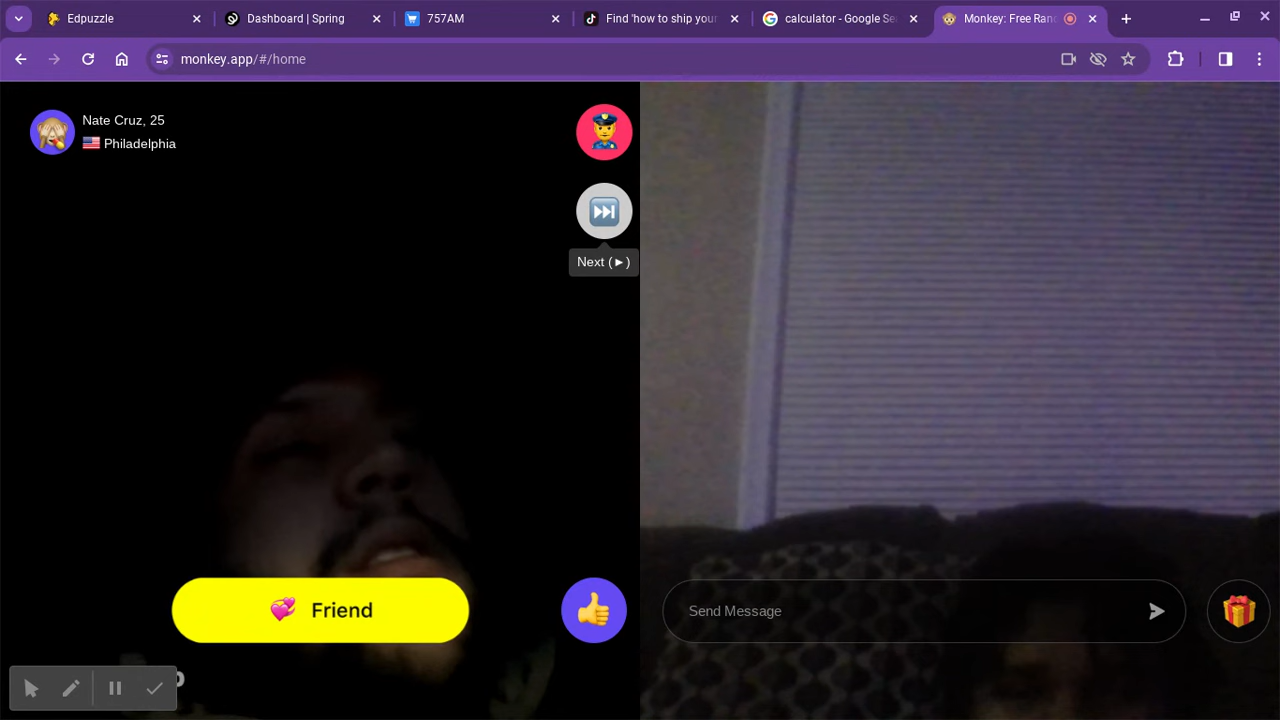 Edpuzzle
Dashboard | Spring
757AM
Find 'how to ship your
calculator - Google Se
Monkey: Free Ran
monkey.app/#/home
Nate Cruz, 25
Philadelphia
Next (►)
Friend
Send Message